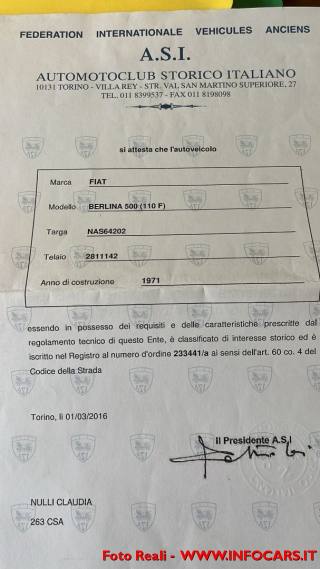 FEDERATION INTERNATIONALE VEHICULES ANCIENS
A.S.I.
AUTOMOTOCLUB STORICO ITALIANO
10131 TORINO - VILLA REY - STR. VAL SAN MARTINO SUPERIORE, 27
TEL. 011 8399537 - FAX 011 8198098
si attesta che l'autoveicolo
Marca FIAT
Modello BERLINA 500 (110 F)
Targa NAS64202
Telaio 2811142
Anno di costruzione 1971
essendo in possesso dei requisiti e delle caratteristiche prescritte dal
regolamento tecnico di questo Ente, è classificato di interesse storico ed è
iscritto nel Registro al numero d'ordine 233441/a ai sensi dell'art. 60 co. 4 del
Codice della Strada
Torino, li 01/03/2016
Il Presidente A.S.I
NULLI CLAUDIA
263 CSA
Foto Reali - WWW.INFOCARS.IT